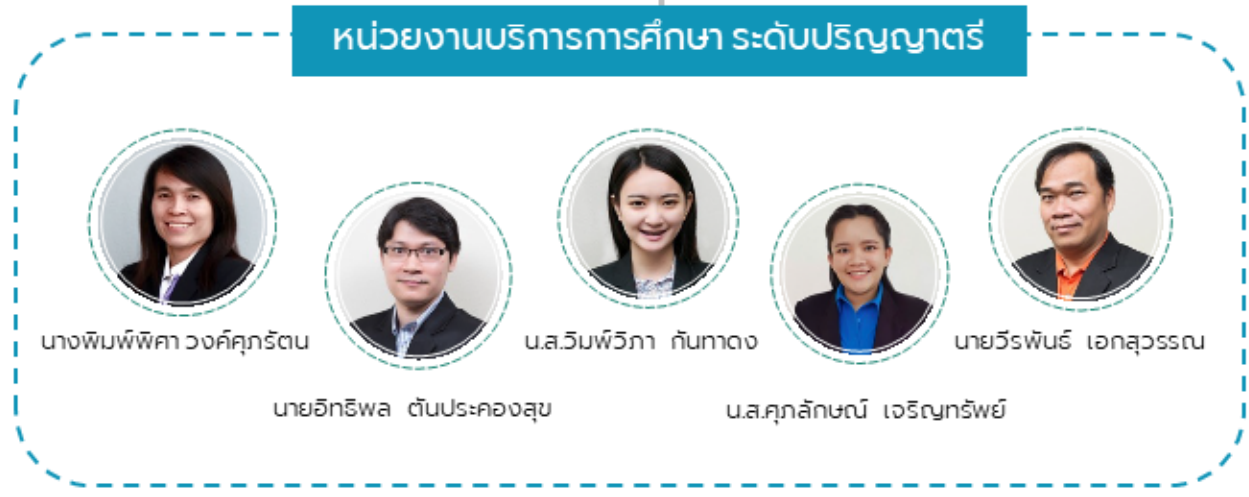 หน่วยงานบริการการศึกษา ระดับปริญญาตรี
นางพิมพ์พิศา วงค์ศุภรัตน
น.ส.วิมพ์วิภา กันทาดง
นายวีรพันธ์ เอกสุวรรณ
นายอิทธิพล ตันประคองสุข
น.ส.ศุภลักษณ์ เจริญทรัพย์